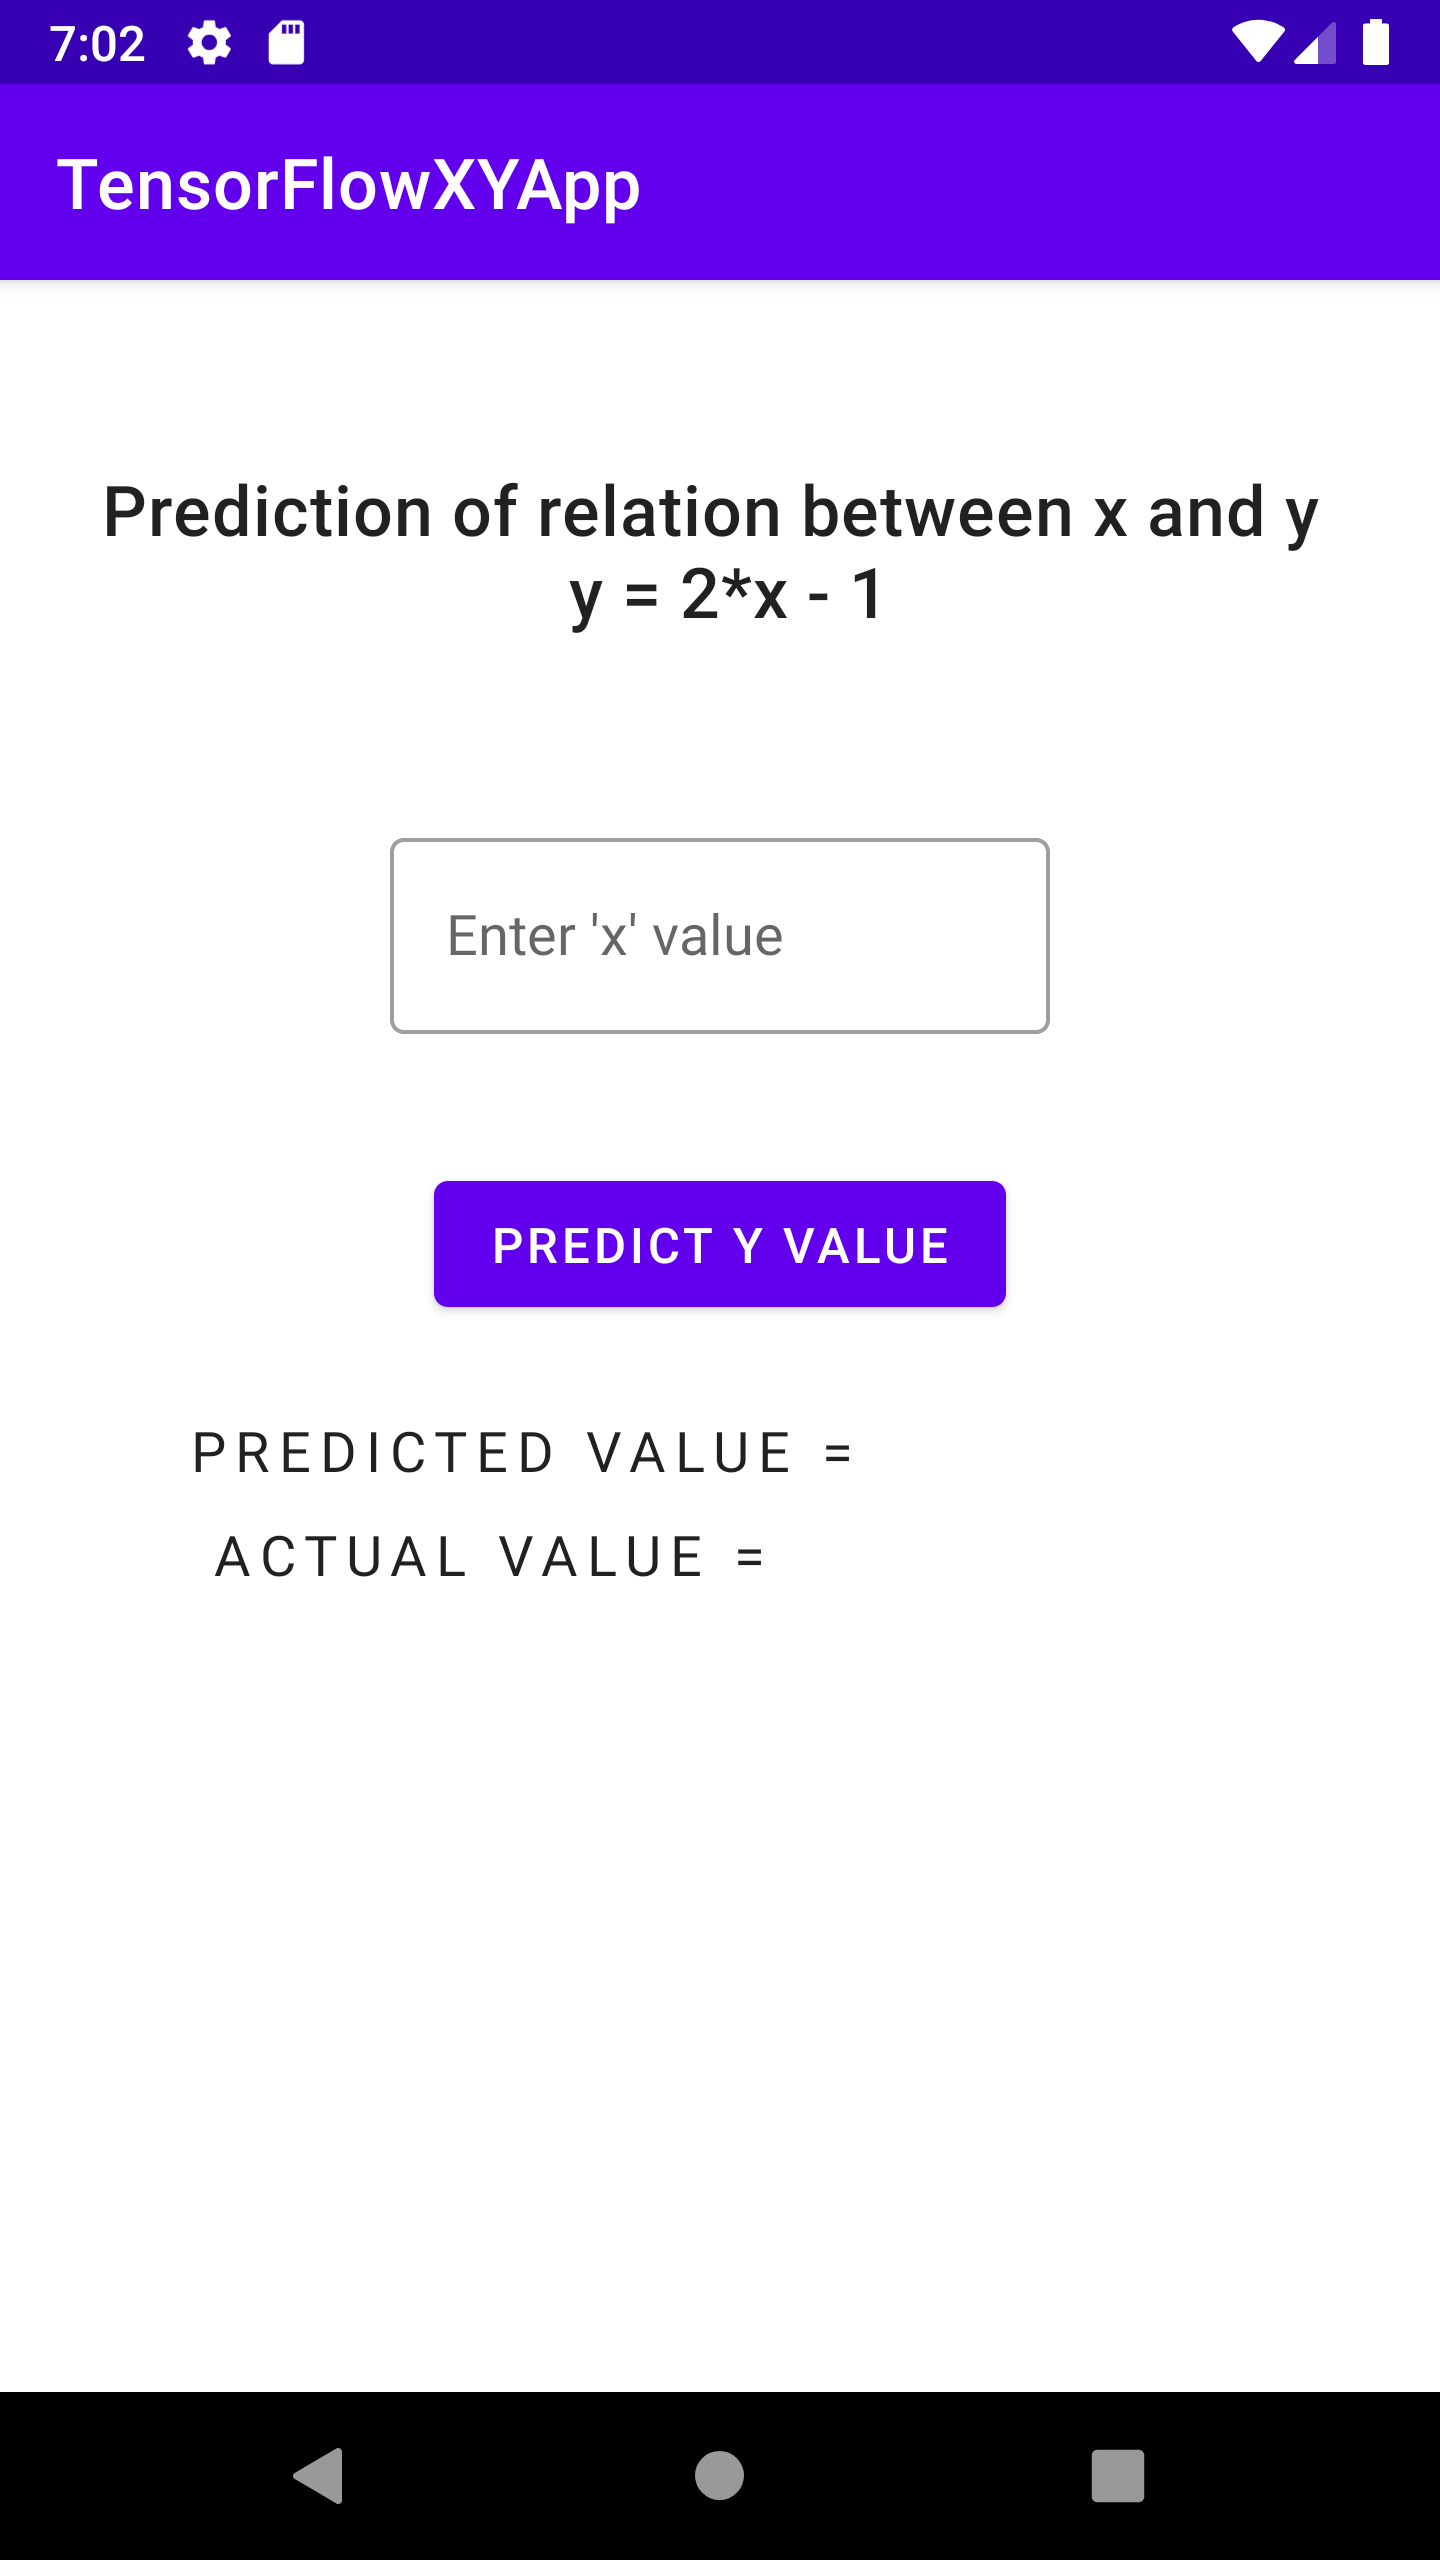 7:02
TensorFlowXYApp
Prediction of relation between x and y
y = 2*x - 1
Enter 'x' value
PREDICT Y VALUE
PREDICTED VALUE =
ACTUAL VALUE =